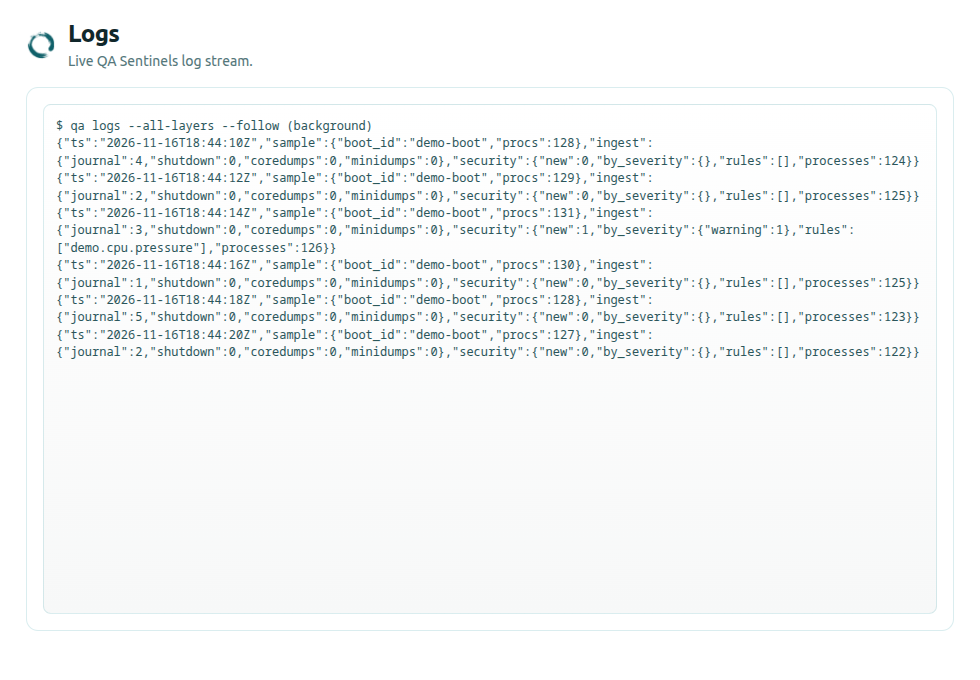 Logs
Live QA Sentinels log stream.
$ qa logs --all-layers --follow (background)
{"ts":"2026-11-16T18:44:10Z","sample":{"boot_id":"demo-boot","procs":128},"ingest":
{"journal":4,"shutdown":0,"coredumps":0,"minidumps":0},"security":{"new":0,"by_severity":{},"rules":[],"processes":124}}
{"ts":"2026-11-16T18:44:12Z","sample":{"boot_id":"demo-boot","procs":129},"ingest":
{"journal":2,"shutdown":0,"coredumps":0,"minidumps":0},"security":{"new":0,"by_severity":{},"rules":[],"processes":125}}
{"ts":"2026-11-16T18:44:14Z","sample":{"boot_id":"demo-boot","procs":131},"ingest":
{"journal":3,"shutdown":0,"coredumps":0,"minidumps":0},"security":{"new":1,"by_severity":{"warning":1},"rules":
["demo.cpu.pressure"],"processes":126}}
{"ts":"2026-11-16T18:44:16Z","sample":{"boot_id":"demo-boot","procs":130},"ingest":
{"journal":1,"shutdown":0,"coredumps":0,"minidumps":0},"security":{"new":0,"by_severity":{},"rules":[],"processes":125}}
{"ts":"2026-11-16T18:44:18Z","sample":{"boot_id":"demo-boot","procs":128},"ingest":
{"journal":5,"shutdown":0,"coredumps":0,"minidumps":0},"security":{"new":0,"by_severity":{},"rules":[],"processes":123}}
{"ts":"2026-11-16T18:44:20Z","sample":{"boot_id":"demo-boot","procs":127},"ingest":
{"journal":2,"shutdown":0,"coredumps":0,"minidumps":0},"security":{"new":0,"by_severity":{},"rules":[],"processes":122}}